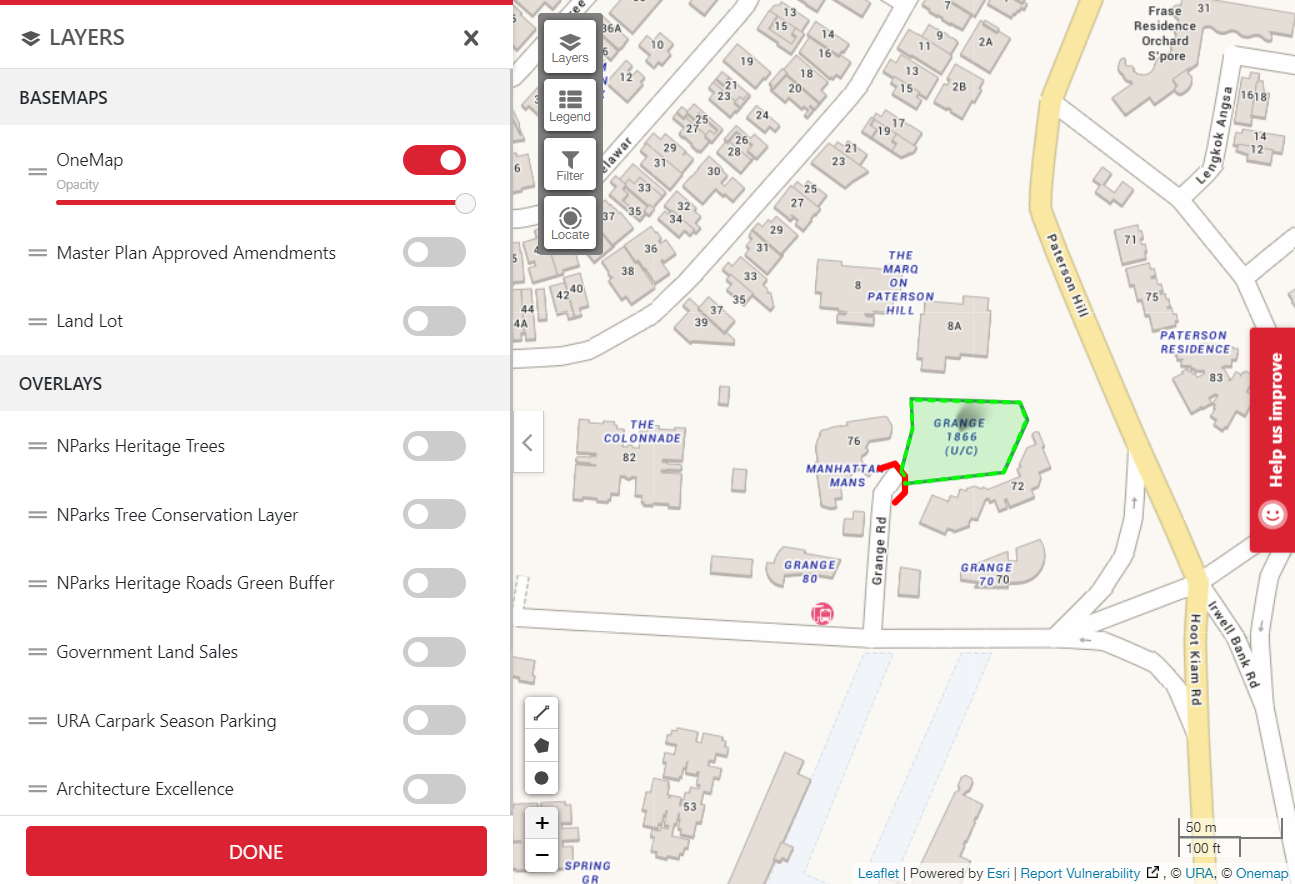 LAYERS
BASEMAPS
OneMap
Opacity
Master Plan Approved Amendments
Land Lot
OVERLAYS
NParks Heritage Trees
NParks Tree Conservation Layer
NParks Heritage Roads Green Buffer
Government Land Sales
URA Carpark Season Parking
Architecture Excellence
DONE
Layers
Legend
Filter
Locate
36A
10
12
13
15
14
16
18
20
19
21
23
24
25
27
26
28
29
31
30
33
35
32
34
37
36
38
40
42
44
4A
6
7
9
11
13
15
2A
2B
17
19
21
23
25
27
29
31
33
35
37
39
31
Frase
Residence
Orchard
S'pore
Lengkok Angsa
16
18
14
12
Paterson Hill
71
75
PATERSON
RESIDENCE
83
THE
MARQ
ON
PATERSON
HILL
8
8A
THE
COLONNADE
82
76
MANHATTA
MANS
GRANGE
1866
(U/C)
72
GRANGE
80
Grange Rd
GRANGE
70
70
Hoot Kiam Rd
Irwell Bank Rd
53
SPRING
GR
Help us improve
+
−
50 m
100 ft
Leaflet | Powered by Esri | Report Vulnerability , © URA, © Onemap